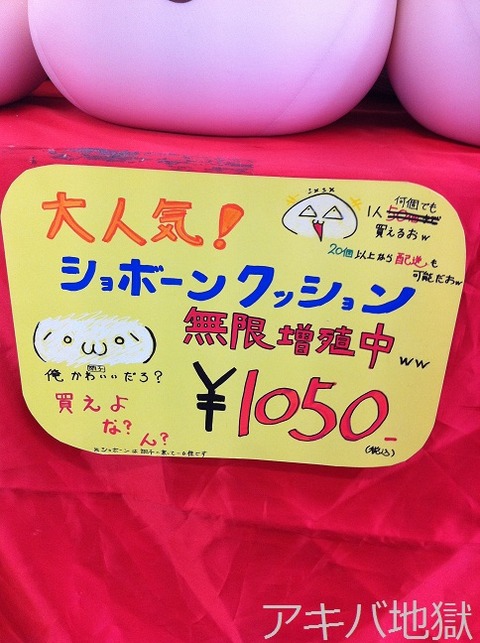 大人気！
何個でも
1人
買えるおw
20個以上なら配送も
可能だおw
ショボーンクッション
無限増殖中ww
(´・ω・`)
俺かわいいだろ？
買えよ
な？
ん？
¥1050-
(税込)
アキバ地獄